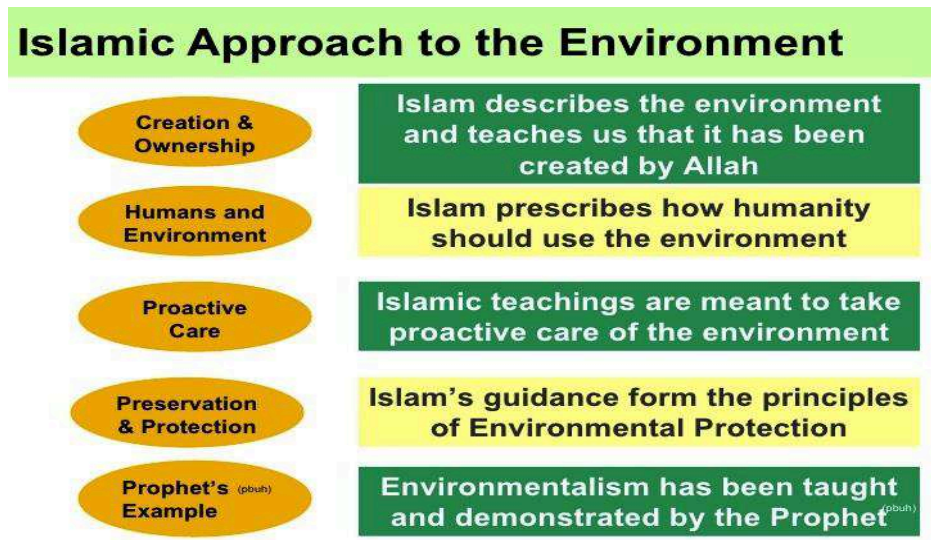 Islamic Approach to the Environment
Creation &
Ownership
Islam describes the environment
and teaches us that it has been
created by Allah
Humans and
Environment
Islam prescribes how humanity
should use the environment
Proactive
Care
Islamic teachings are meant to take
proactive care of the environment
Preservation
& Protection
Islam's guidance form the principles
of Environmental Protection
Prophet's (pbuh)
Example
Environmentalism has been taught
and demonstrated by the Prophet (pbuh)